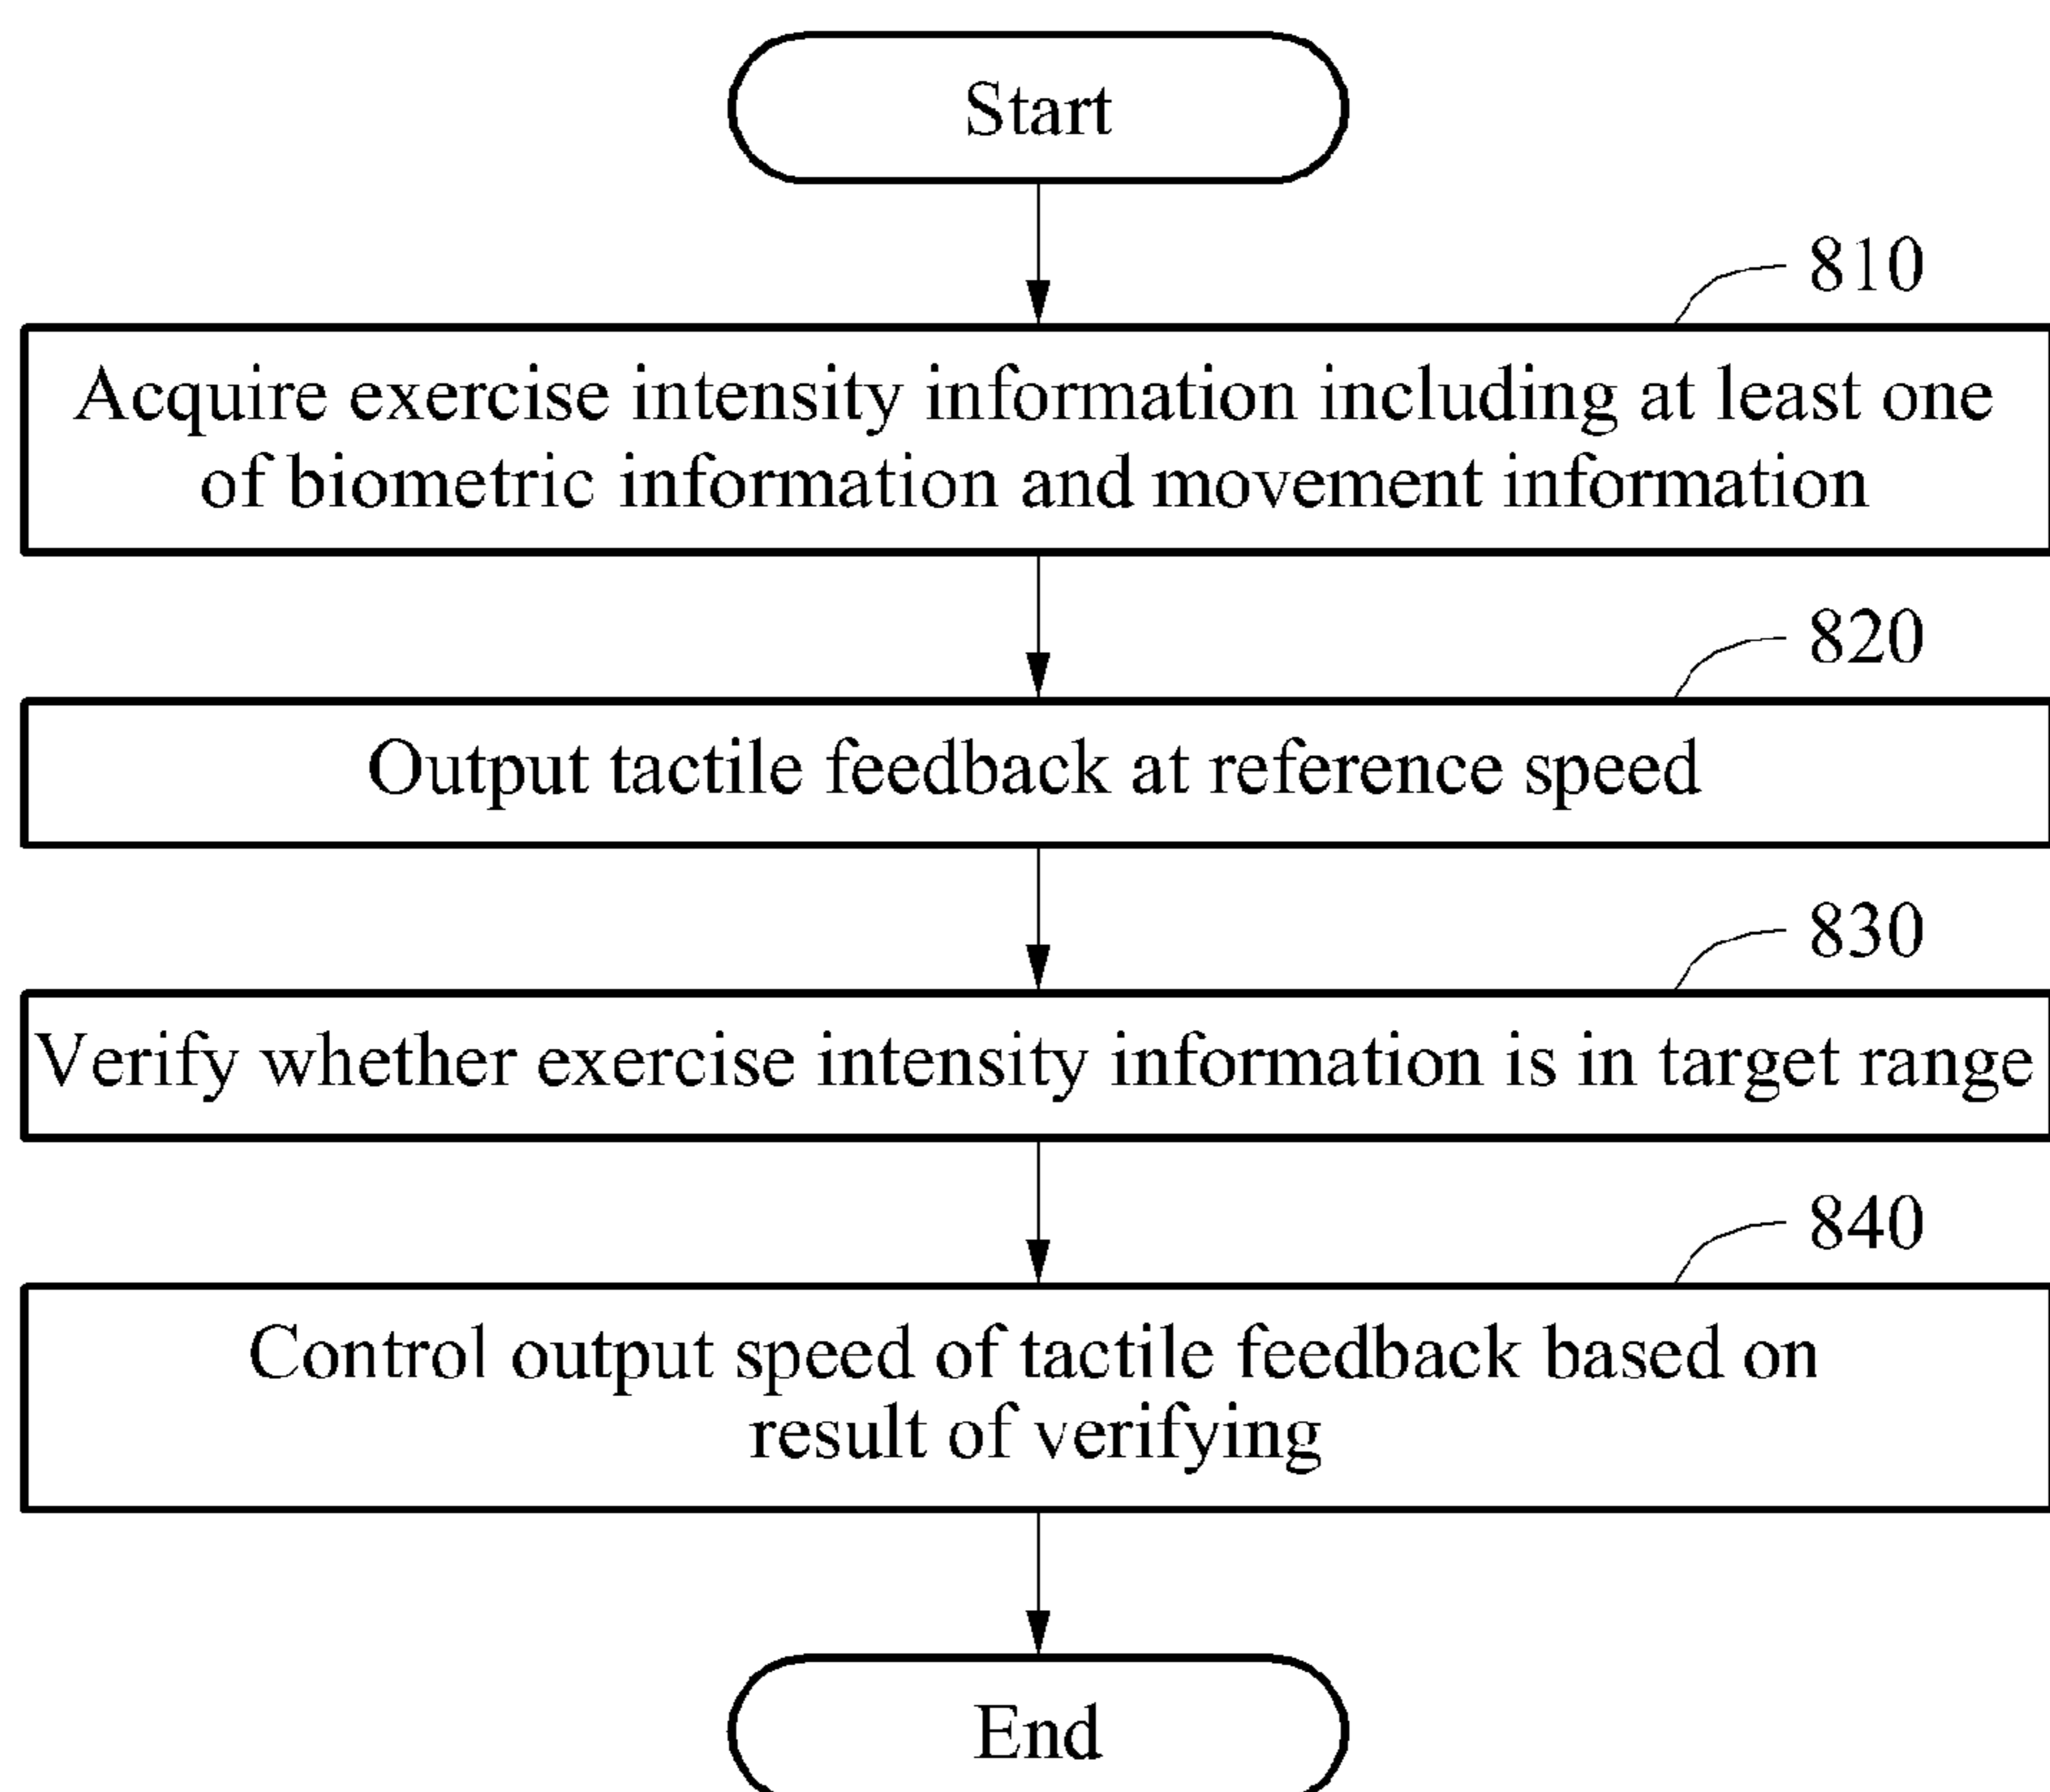 Start
810
Acquire exercise intensity information including at least one
of biometric information and movement information
820
Output tactile feedback at reference speed
830
Verify whether exercise intensity information is in target range
840
Control output speed of tactile feedback based on
result of verifying
End